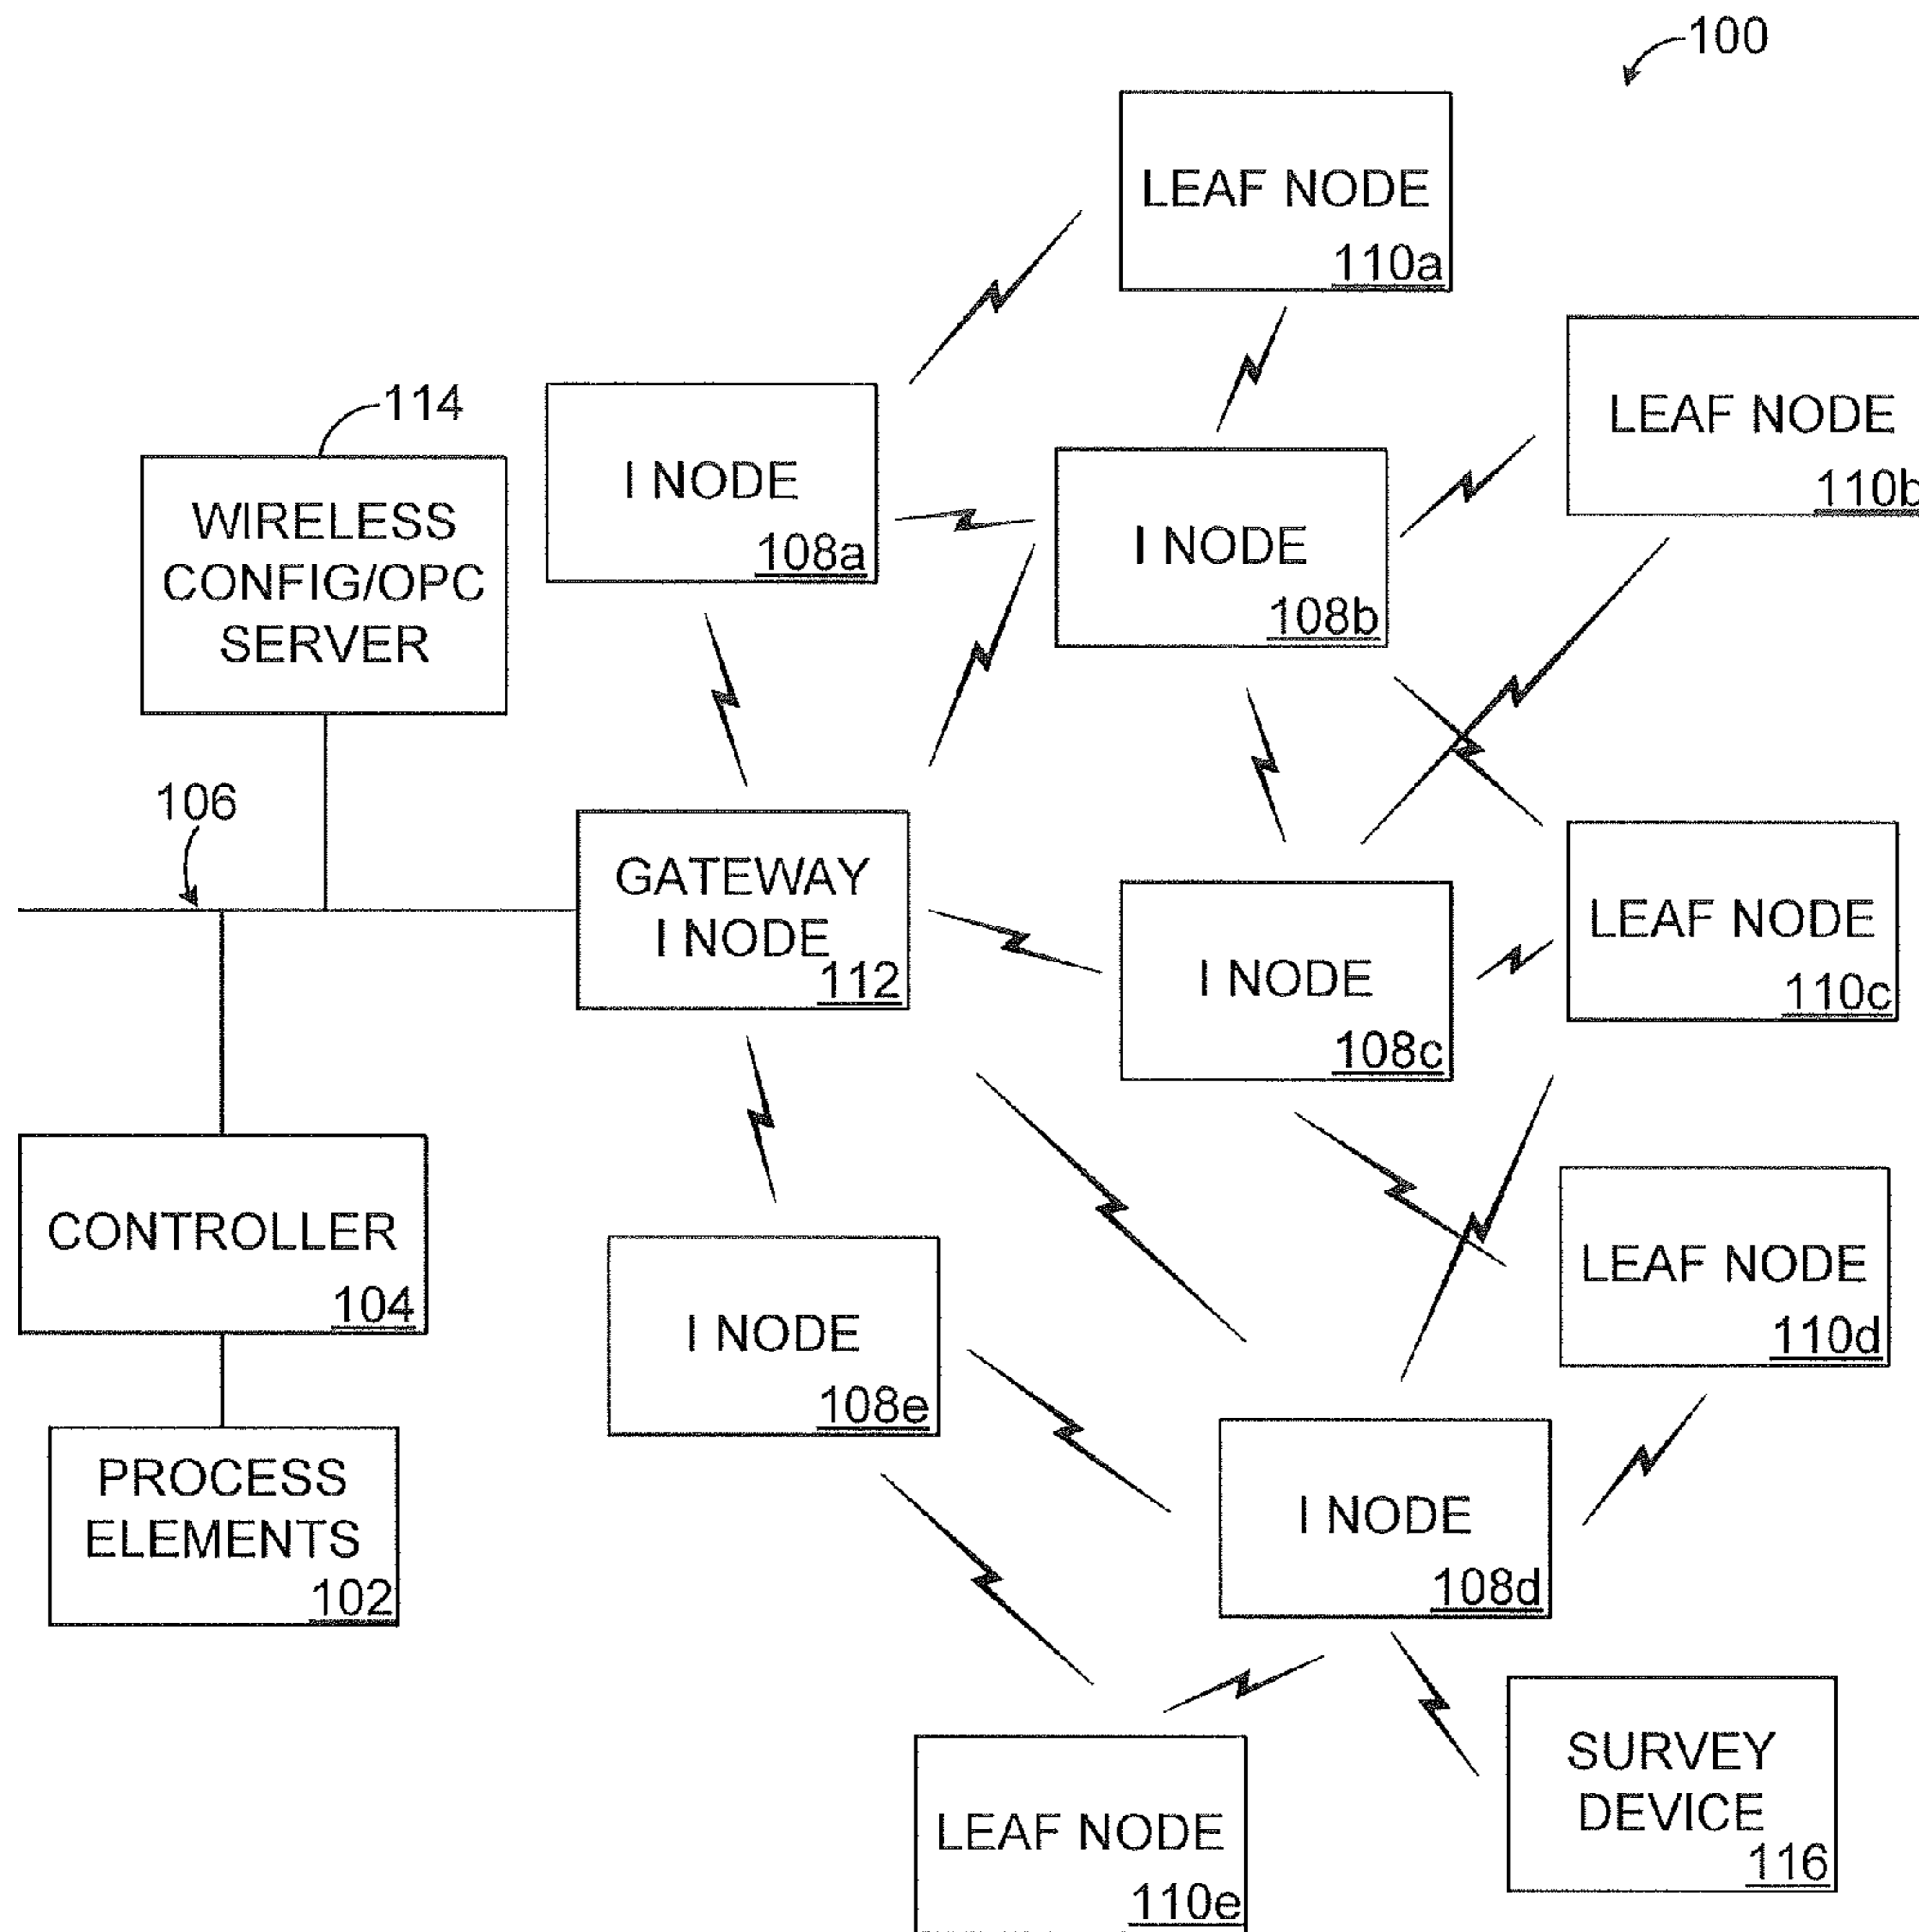 100
LEAF NODE
110a
LEAF NODE
110b
114
I NODE
108a
WIRELESS
CONFIG/OPC
SERVER
I NODE
108b
106
GATEWAY
I NODE
112
LEAF NODE
110c
I NODE
108c
CONTROLLER
104
LEAF NODE
110d
I NODE
108e
PROCESS
ELEMENTS
102
I NODE
108d
SURVEY
DEVICE
116
LEAF NODE
110e